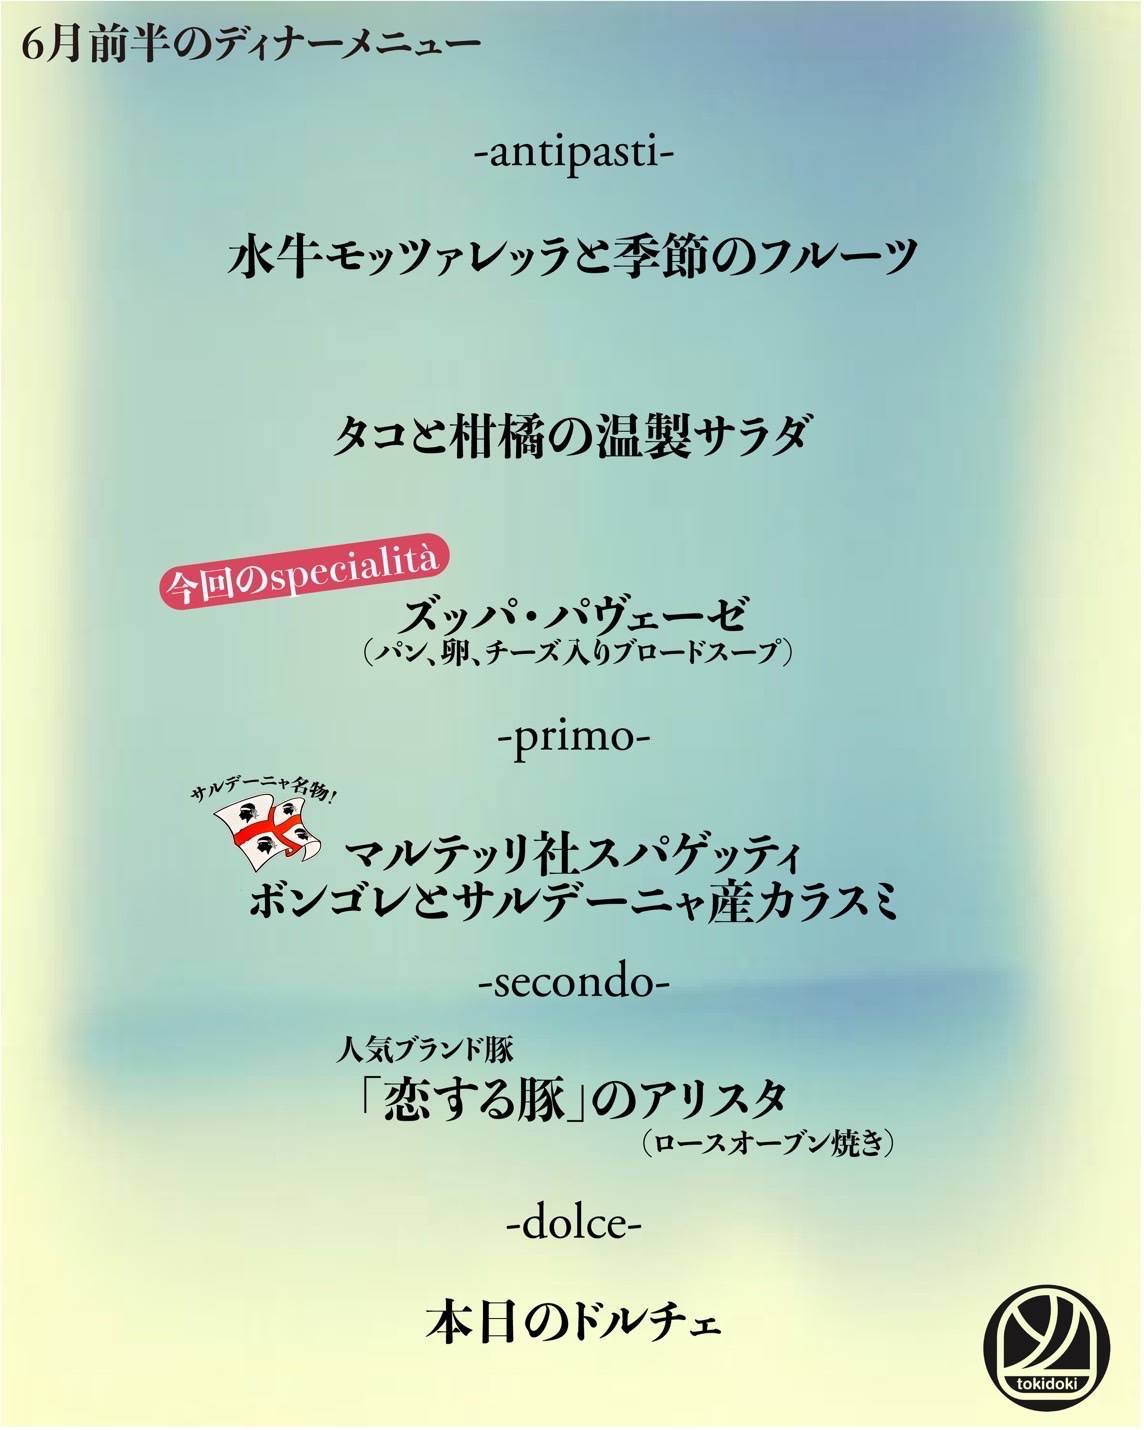 6月前半のディナーメニュー
-antipasti-
水牛モッツァレッラと季節のフルーツ
タコと柑橘の温製サラダ
今回のspecialità
ズッパ・パヴェーゼ
（パン、卵、チーズ入りブロードスープ）
-primo-
サルデーニャ名物！
マルテッリ社スパゲッティ
ボンゴレとサルデーニャ産カラスミ
-secondo-
人気ブランド豚
「恋する豚」のアリスタ
（ロースオーブン焼き）
-dolce-
本日のドルチェ
tokidoki